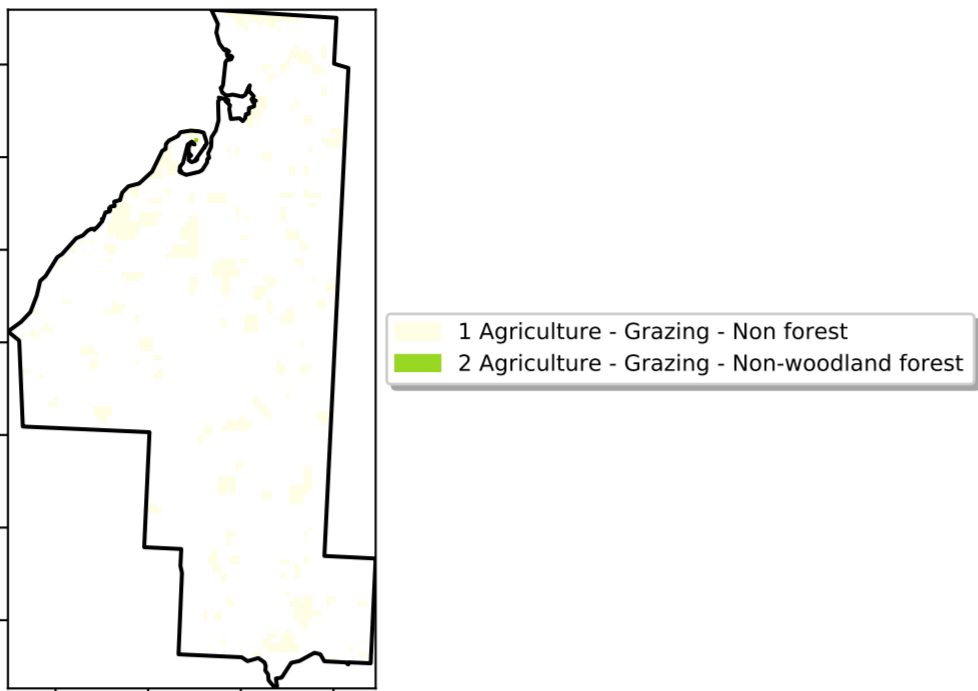 1 Agriculture - Grazing - Non forest
2 Agriculture - Grazing - Non-woodland forest